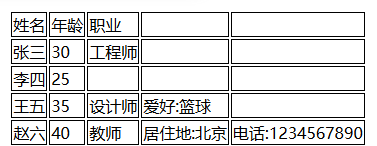 姓名 年龄 职业
张三 30 工程师
李四 25
王五 35 设计师 爱好:篮球
赵六 40 教师 居住地:北京 电话:1234567890